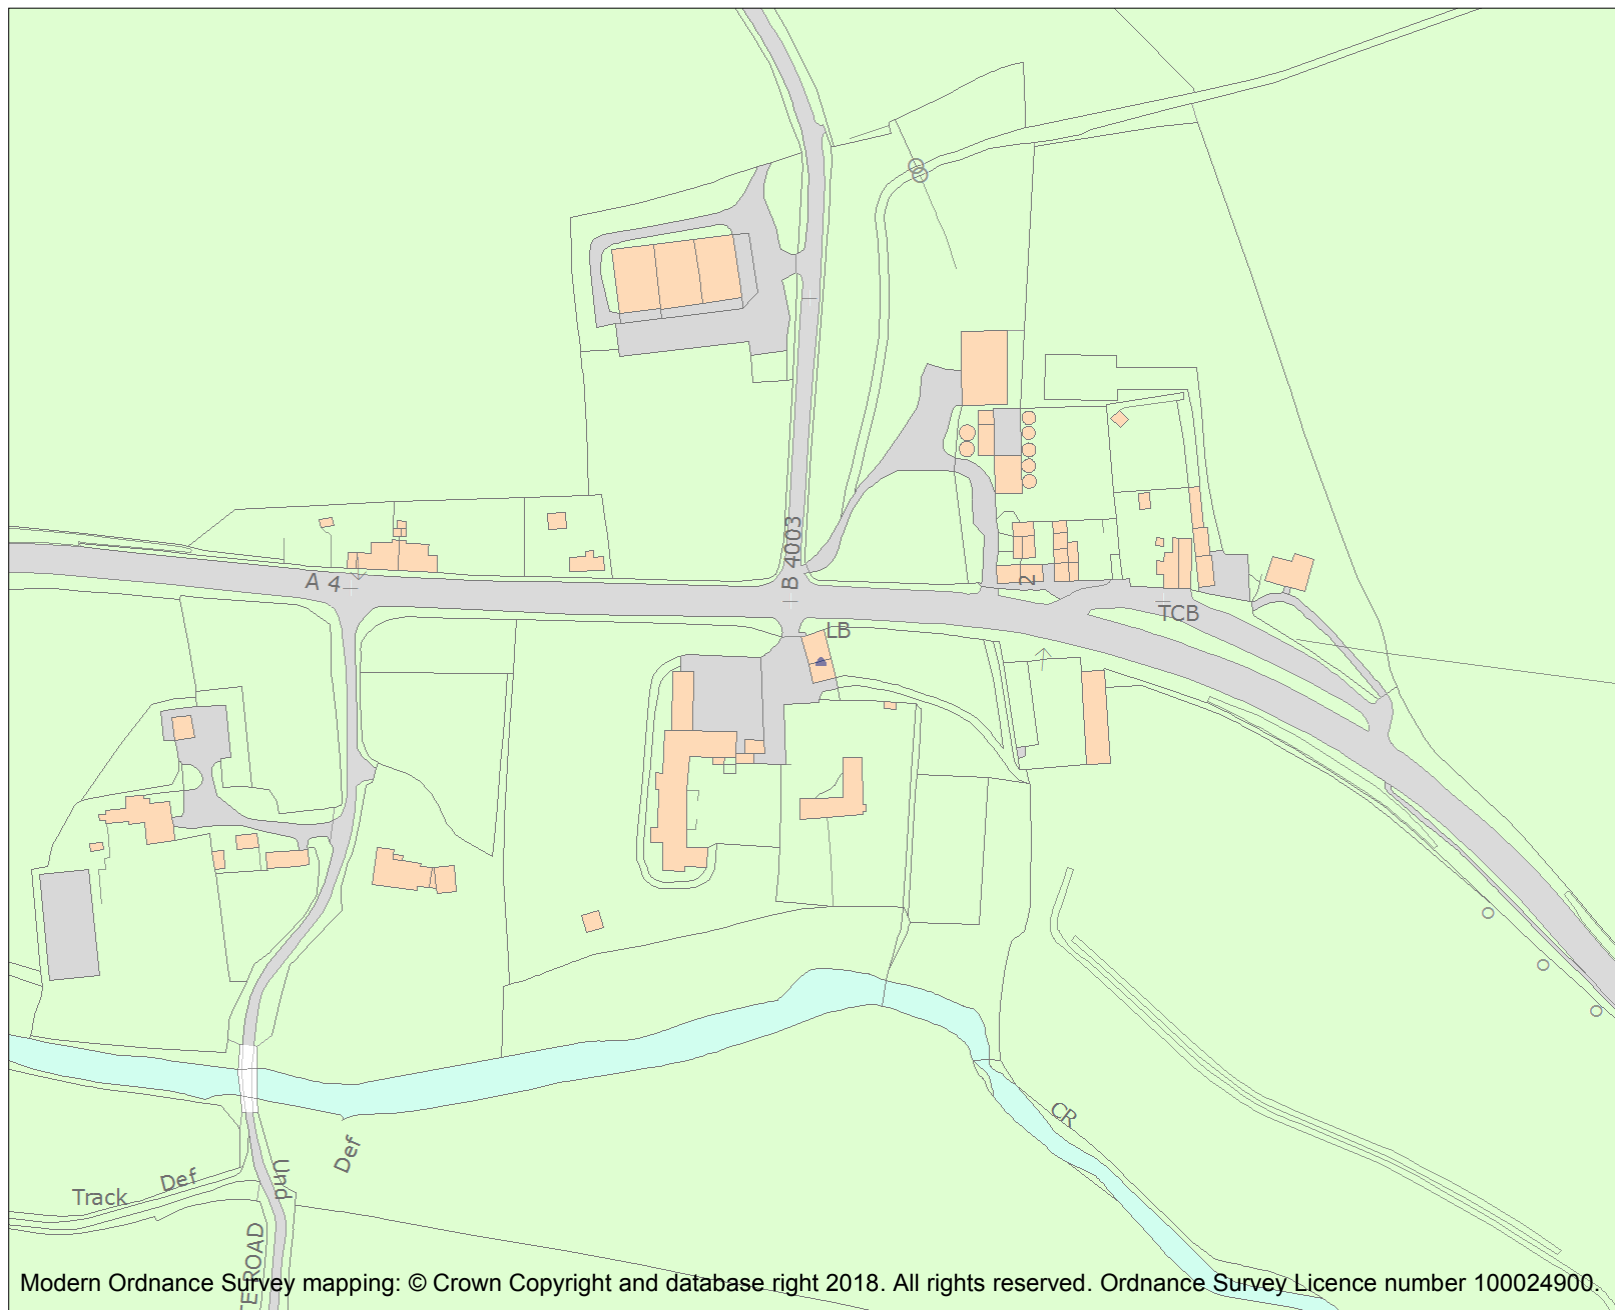 B 4003
A 4
2
TCB
LB
CR
Def
Und
Def
Track
TE ROAD
Modern Ordnance Survey mapping: © Crown Copyright and database right 2018. All rights reserved. Ordnance Survey Licence number 100024900.